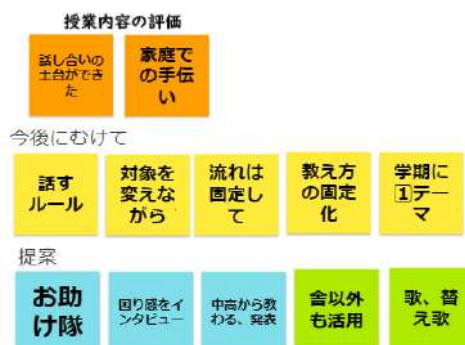 授業内容の評価
話し合いの
土台ができ
た
家庭で
の手伝
い
今後にむけて
話す
ルール
対象を
変えなが
がら
流れは
固定し
て
教え方
の固定
化
学期に
1テー
マ
提案
お助
け隊
困り感をイ
ンタビュー
中高から教
わる、発表
舎以外
も活用
歌、替
え歌